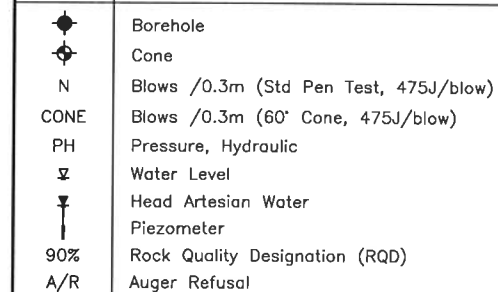 Borehole
Cone
N Blows /0.3m (Std Pen Test, 475J/blow)
CONE Blows /0.3m (60° Cone, 475J/blow)
PH Pressure, Hydraulic
Water Level
Head Artesian Water
Piezometer
90% Rock Quality Designation (RQD)
A/R Auger Refusal